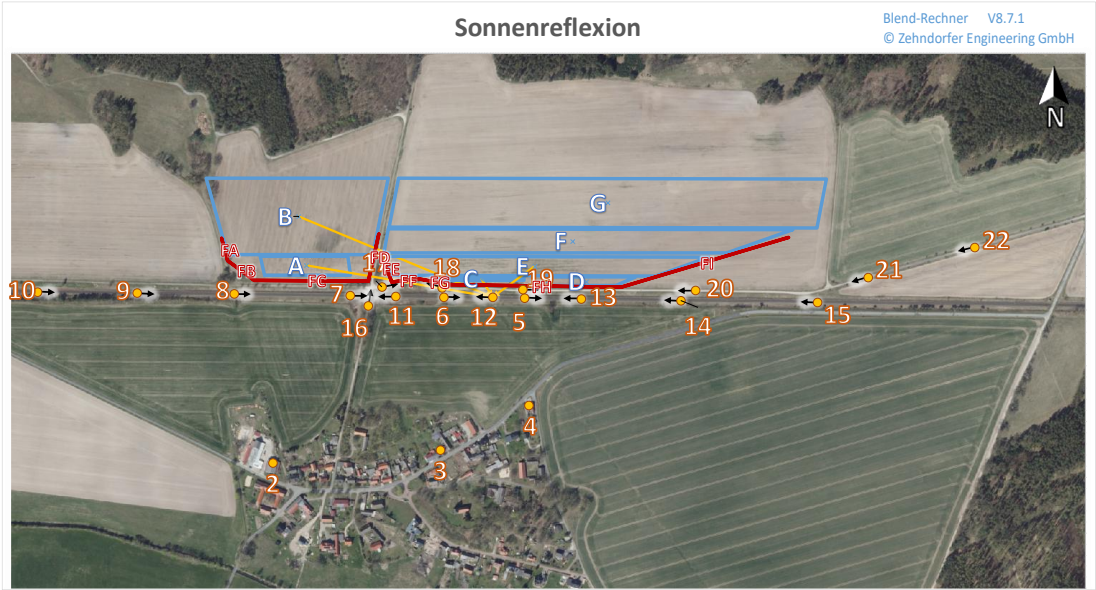 Sonnenreflexion
Blend-Rechner V8.7.1
© Zehndorfer Engineering GmbH
N
B
G
F
22
FA
FB
A
FC
1
FD
FE
FF
18
FG
C
E
19
FH
D
FI
21
20
10
9
8
7
16
11
6
12
5
13
14
15
4
3
2